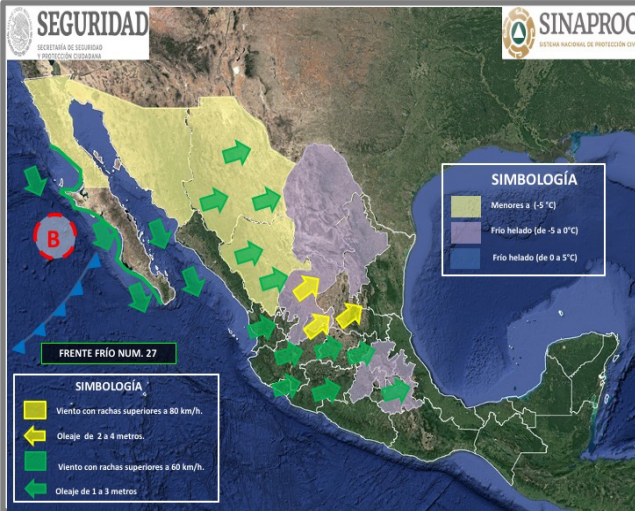 SEGURIDAD
SECRETARÍA DE SEGURIDAD
Y PROTECCIÓN CIUDADANA
SINAPROC
SISTEMA NACIONAL DE PROTECCIÓN CIV
SIMBOLOGÍA
Menores a (-5 °C)
Frío helado (de -5 a 0°C)
Frío helado (de 0 a 5°C)
B
FRENTE FRÍO NUM. 27
SIMBOLOGÍA
Viento con rachas superiores a 80 km/h.
Oleaje de 2 a 4 metros.
Viento con rachas superiores a 60 km/h.
Oleaje de 1 a 3 metros